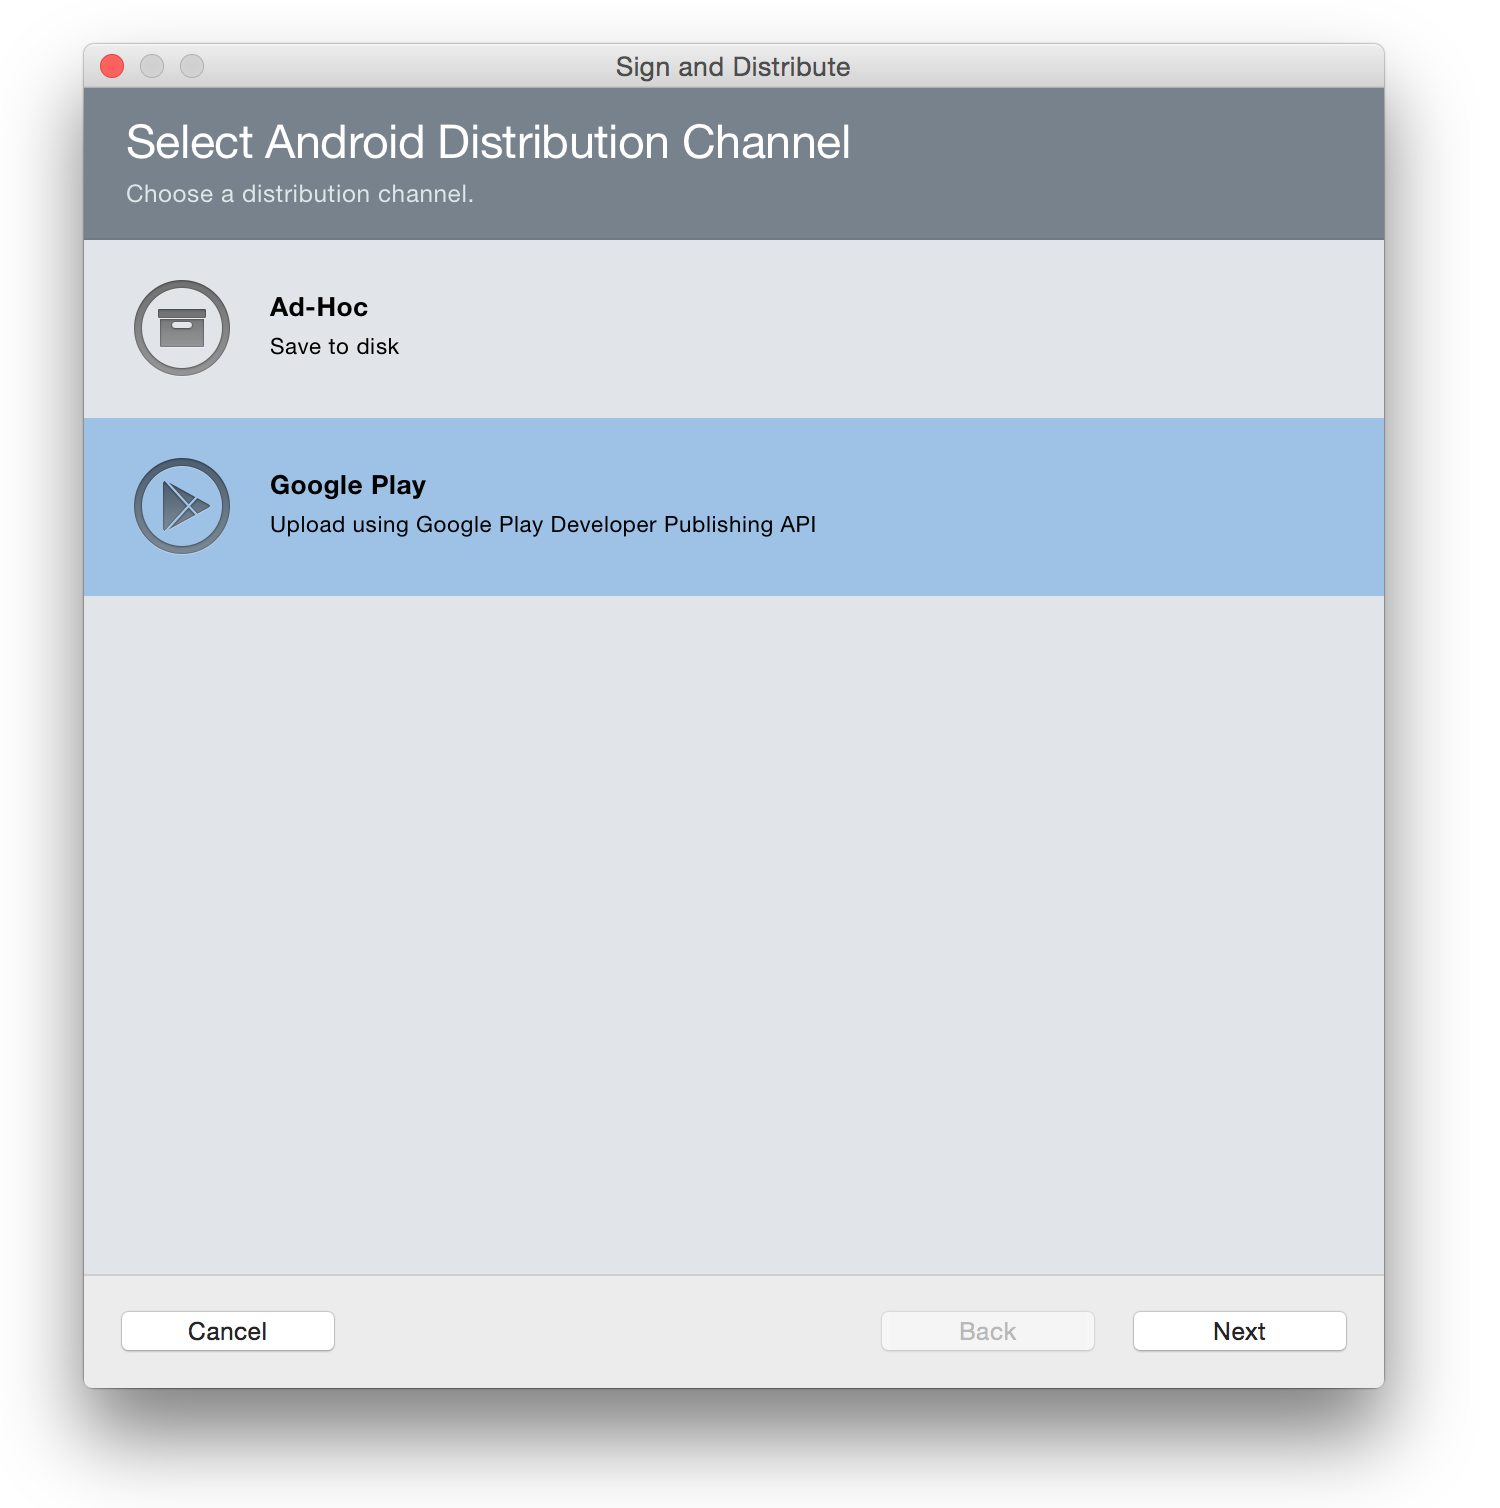 Sign and Distribute
Select Android Distribution Channel
Choose a distribution channel.
Ad-Hoc
Save to disk
Google Play
Upload using Google Play Developer Publishing API
Cancel
Back
Next